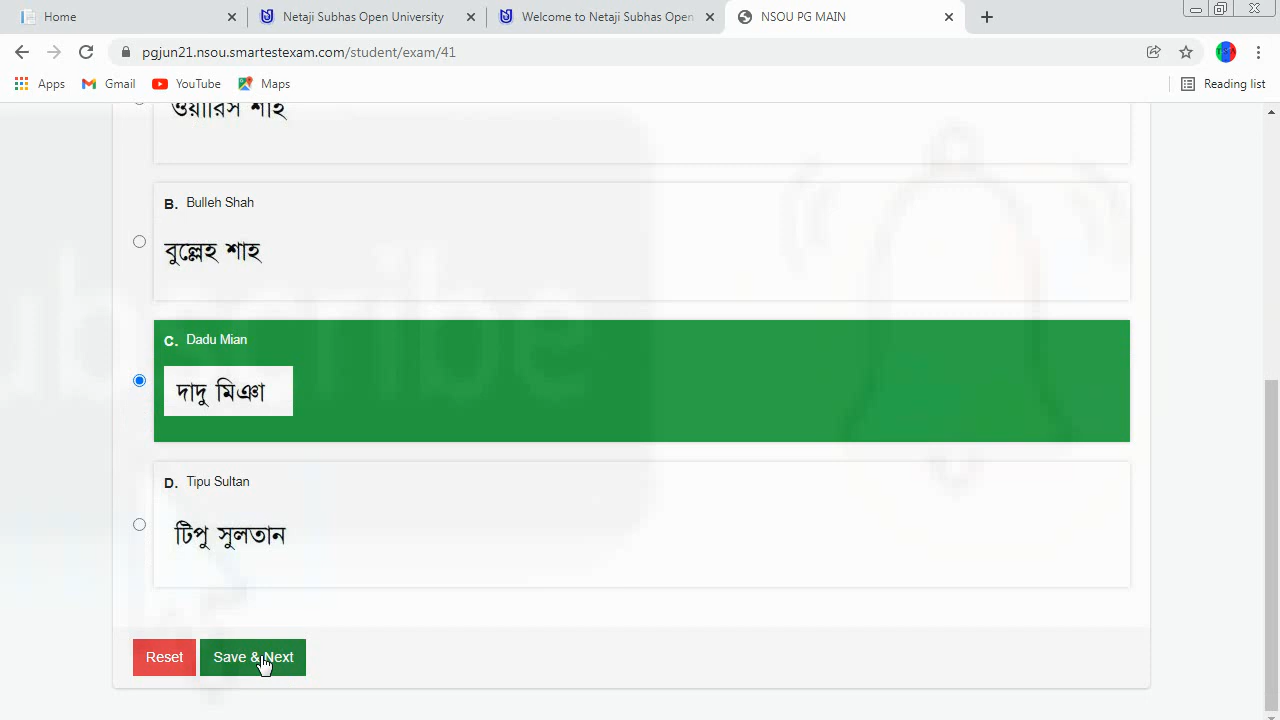 Home
Netaji Subhas Open University
Welcome to Netaji Subhas Open
NSOU PG MAIN
pgjun21.nsou.smartestexam.com/student/exam/41
Apps
Gmail
YouTube
Maps
Reading list
ওয়ারিস শাহ
B. Bulleh Shah
বুল্লেহ শাহ
C. Dadu Mian
দাদু মিঞা
D. Tipu Sultan
টিপু সুলতান
Reset
Save & Next
ubscribe